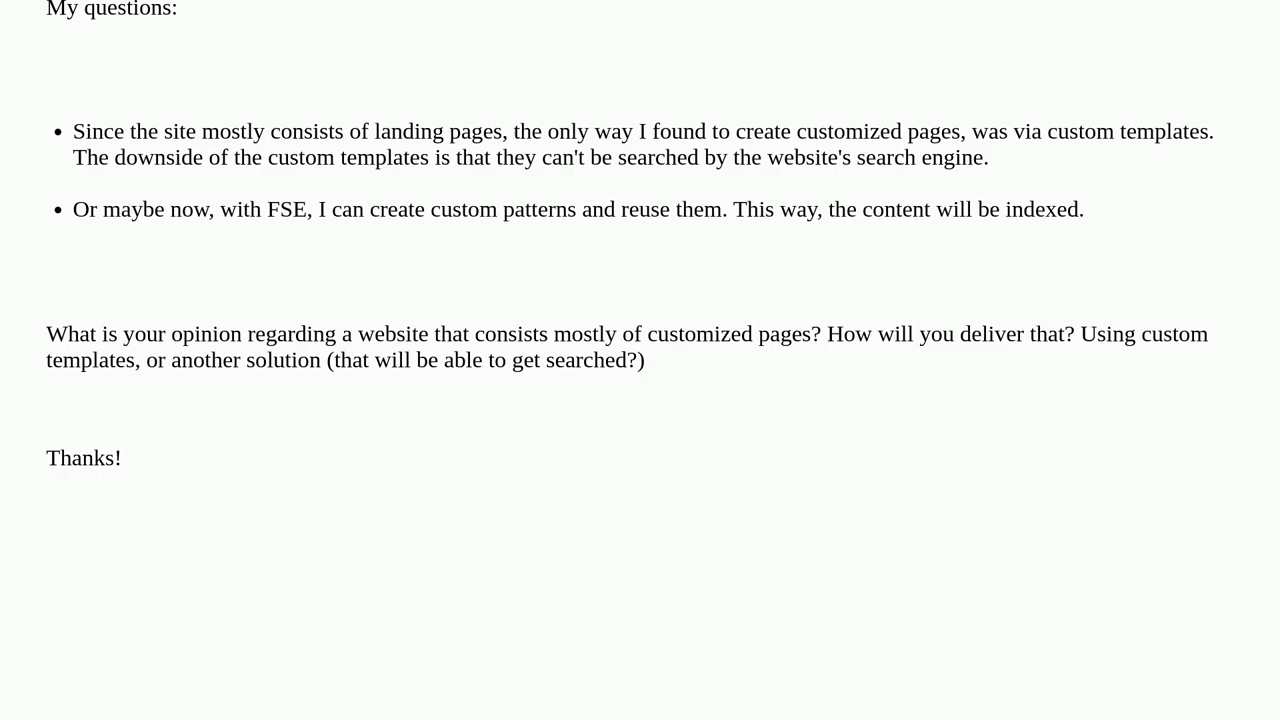 My questions:
Since the site mostly consists of landing pages, the only way I found to create customized pages, was via custom templates.
The downside of the custom templates is that they can't be searched by the website's search engine.
Or maybe now, with FSE, I can create custom patterns and reuse them. This way, the content will be indexed.
What is your opinion regarding a website that consists mostly of customized pages? How will you deliver that? Using custom
templates, or another solution (that will be able to get searched?)
Thanks!